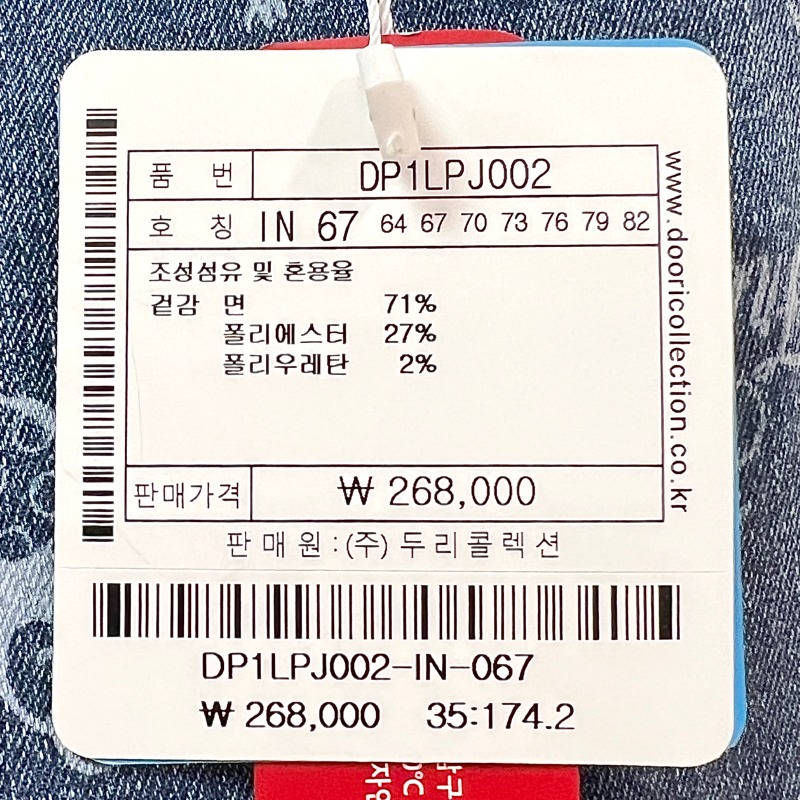 품 번 DP1LPJ002
호 칭 IN 67 64 67 70 73 76 79 82
조성섬유 및 혼용율
겉감 면 71%
폴리에스터 27%
폴리우레탄 2%
판매가격 ₩ 268,000
판매원:(주)두리콜렉션
www.dooricollection.co.kr
DP1LPJ002-IN-067
₩ 268,000 35:174.2